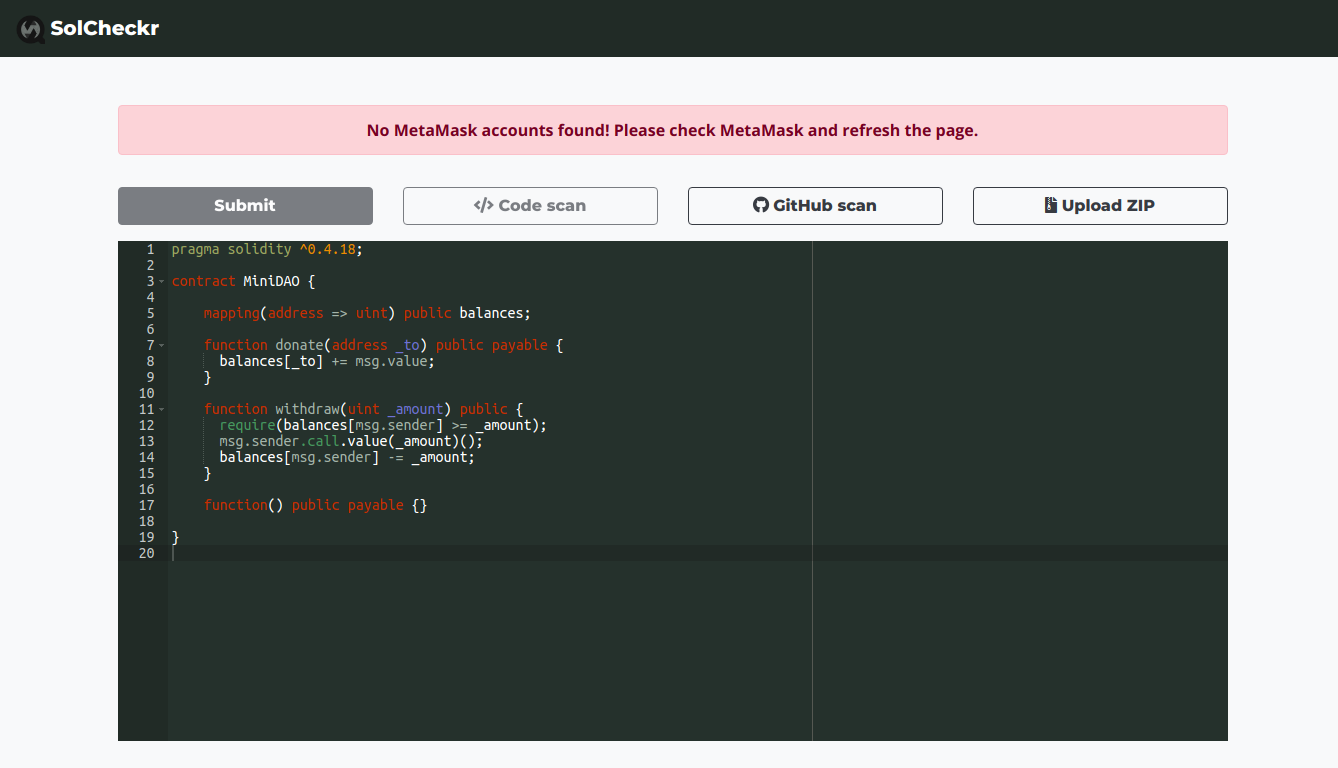 SolCheckr
No MetaMask accounts found! Please check MetaMask and refresh the page.
Submit </> Code scan GitHub scan Upload ZIP
1 pragma solidity ^0.4.18;
2
3 contract MiniDAO {
4
5     mapping(address => uint) public balances;
6
7     function donate(address _to) public payable {
8       balances[_to] += msg.value;
9     }
10
11     function withdraw(uint _amount) public {
12       require(balances[msg.sender] >= _amount);
13       msg.sender.call.value(_amount)();
14       balances[msg.sender] -= _amount;
15     }
16
17     function() public payable {}
18
19 }
20